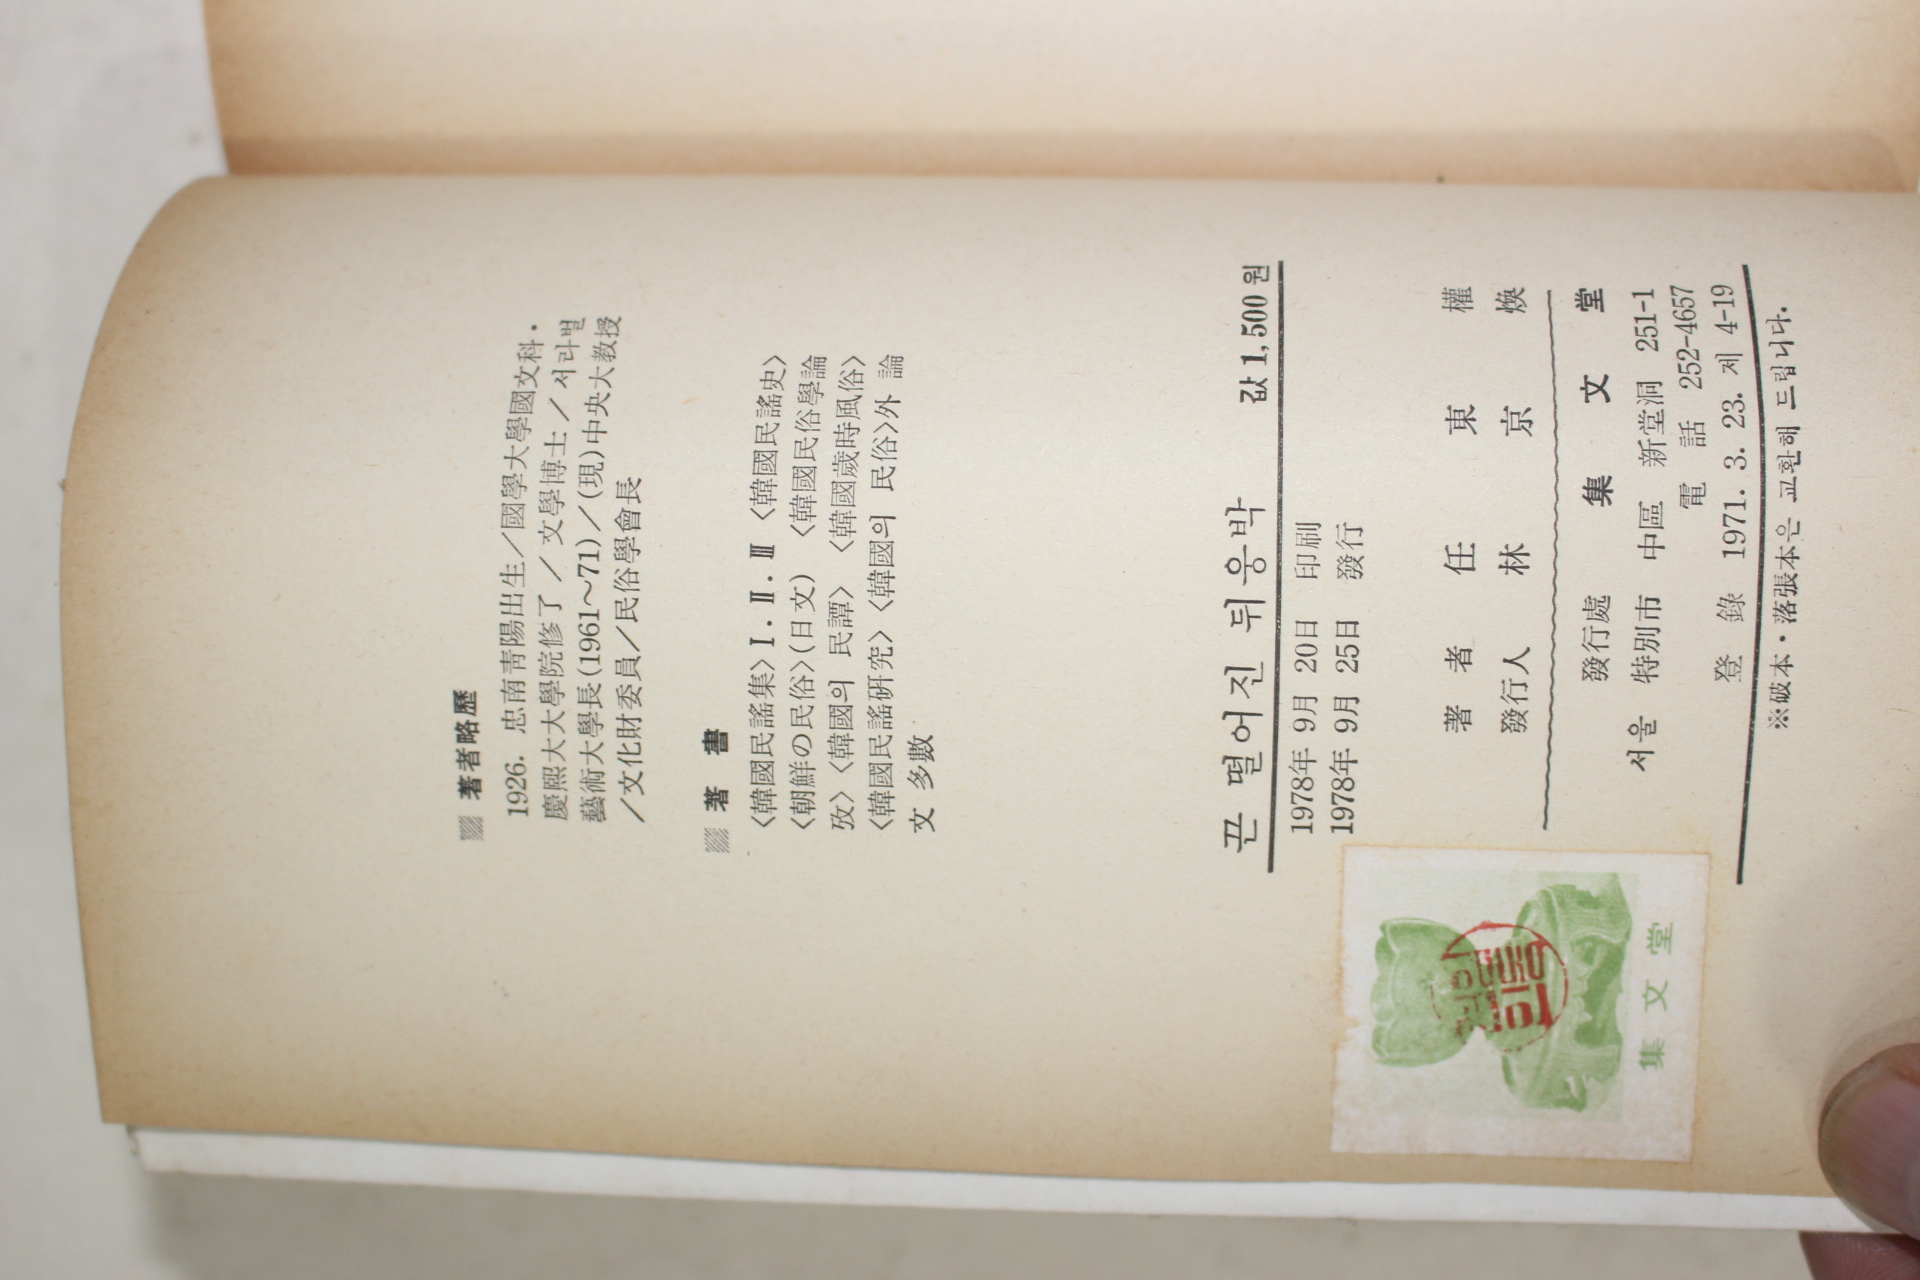 ▨ 著者略歷
1926. 忠南靑陽出生／國學大學國文科·
慶熙大大學院修了／文學博士／서라벌
藝術大學長(1961～71)／(現)中央大敎授
／文化財委員／民俗學會長
▨ 著 書
〈韓國民謠集〉Ⅰ.Ⅱ.Ⅲ 〈韓國民謠史〉
〈朝鮮の民俗〉(日文) 〈韓國民俗學論
攷〉〈韓國의 民譚〉 〈韓國歲時風俗〉
〈韓國民謠硏究〉〈韓國의 民俗〉外 論
文 多數
끈 떨어진 뒤웅박 값 1,500 원
1978年 9月 20日 印刷
1978年 9月 25日 發行
著 者 任 東 權
發行人 林 京 煥
發行處 集 文 堂
서울 特別市 中區 新堂洞 251-1
電 話 252-4657
登 錄 1971. 3. 23. 제 4-19
※破本·落張本은 교환해 드립니다.
集 文 堂